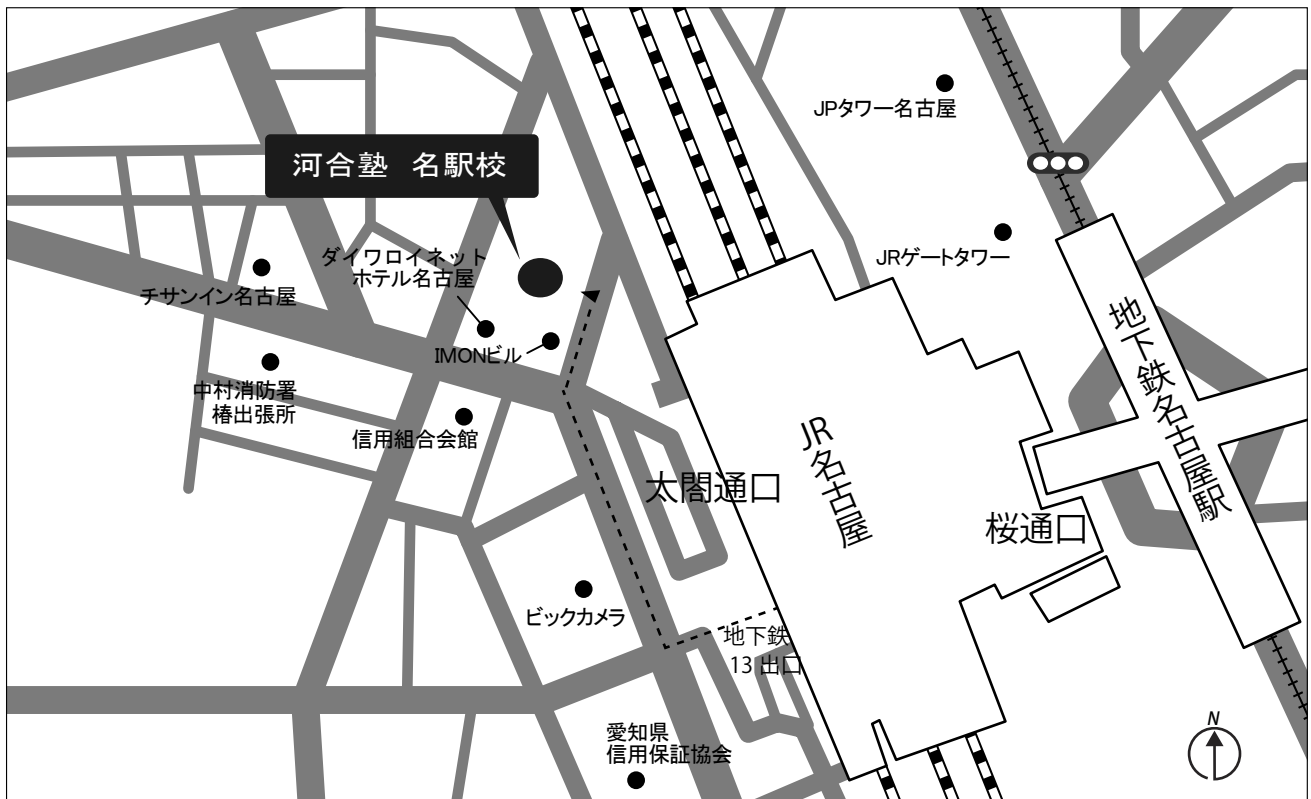 JPタワー名古屋
河合塾 名駅校
JRゲートタワー
ダイワロイネット
ホテル名古屋
チサンイン名古屋
IMONビル
中村消防署
椿出張所
信用組合会館
地下鉄名古屋駅
JR名古屋
太閤通口
桜通口
ビックカメラ
地下鉄
13 出口
愛知県
信用保証協会
N